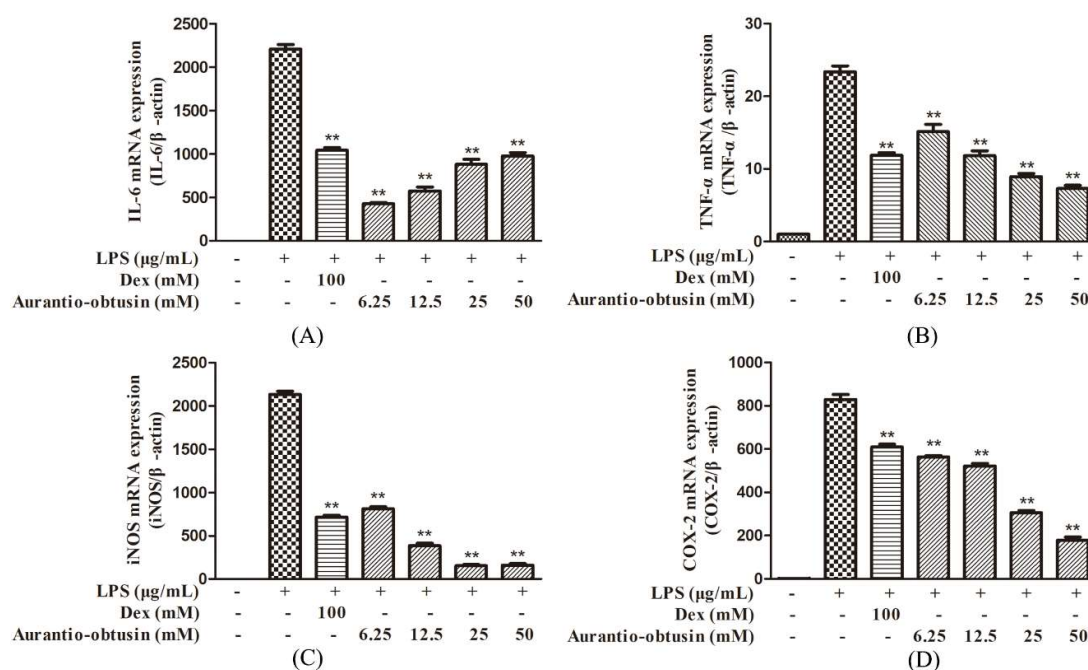 2500
2000
1500
1000
500
0
IL-6 mRNA expression
(IL-6/β -actin)
** ** ** ** **
LPS (μg/mL) - + + + + + +
Dex (mM) - - 100 - - - -
Aurantio-obtusin (mM) - - - 6.25 12.5 25 50
(A)
30
20
10
0
TNF-α mRNA expression
(TNF-α/β -actin)
** ** ** ** **
LPS (μg/mL) - + + + + + +
Dex (mM) - - 100 - - - -
Aurantio-obtusin (mM) - - - 6.25 12.5 25 50
(B)
2500
2000
1500
1000
500
0
iNOS mRNA expression
(iNOS/β -actin)
** ** ** ** **
LPS (μg/mL) - + + + + + +
Dex (mM) - - 100 - - - -
Aurantio-obtusin (mM) - - - 6.25 12.5 25 50
(C)
1000
800
600
400
200
0
COX-2 mRNA expression
(COX-2/β -actin)
** ** ** ** **
LPS (μg/mL) - + + + + + +
Dex (mM) - - 100 - - - -
Aurantio-obtusin (mM) - - - 6.25 12.5 25 50
(D)